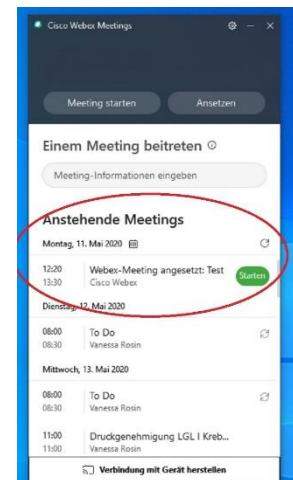 Cisco Webex Meetings
Meeting starten Ansetzen
Einem Meeting beitreten
Meeting-Informationen eingeben
Anstehende Meetings
Montag, 11. Mai 2020
12:20 Webex-Meeting angesetzt: Test Starten
13:30 Cisco Webex
Dienstag, 12. Mai 2020
08:00 To Do
08:30 Vanessa Rosin
Mittwoch, 13. Mai 2020
08:00 To Do
08:30 Vanessa Rosin
11:00 Druckgenehmigung LGL I Kreb...
11:00 Vanessa Rosin
Verbindung mit Gerät herstellen